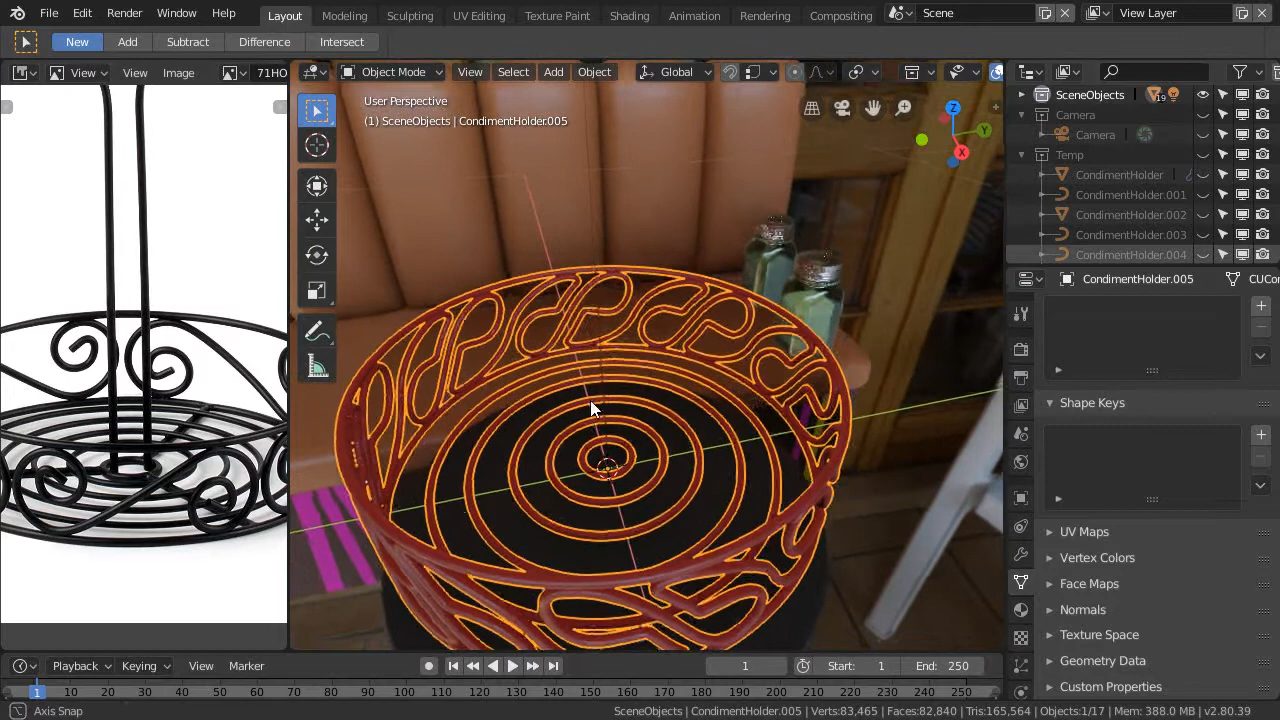 File Edit Render Window Help Layout Modeling Sculpting UV Editing Texture Paint Shading Animation Rendering Compositing Scene View Layer
New Add Subtract Difference Intersect
View View Image 71HO Object Mode View Select Add Object Global
User Perspective
(1) SceneObjects | CondimentHolder.005
Z
Y
X
SceneObjects 19
Camera
Camera
Temp
CondimentHolder
CondimentHolder.001
CondimentHolder.002
CondimentHolder.003
CondimentHolder.004
CondimentHolder.005 CUCon
Shape Keys
UV Maps
Vertex Colors
Face Maps
Normals
Texture Space
Geometry Data
Custom Properties
Playback Keying View Marker 1 Start: 1 End: 250
1 10 20 30 40 50 60 70 80 90 100 110 120 130 140 150 160 170 180 190 200 210 220 230 240 250
Axis Snap SceneObjects | CondimentHolder.005 | Verts:83,465 | Faces:82,840 | Tris:165,564 | Objects:1/17 | Mem: 388.0 MB | v2.80.39